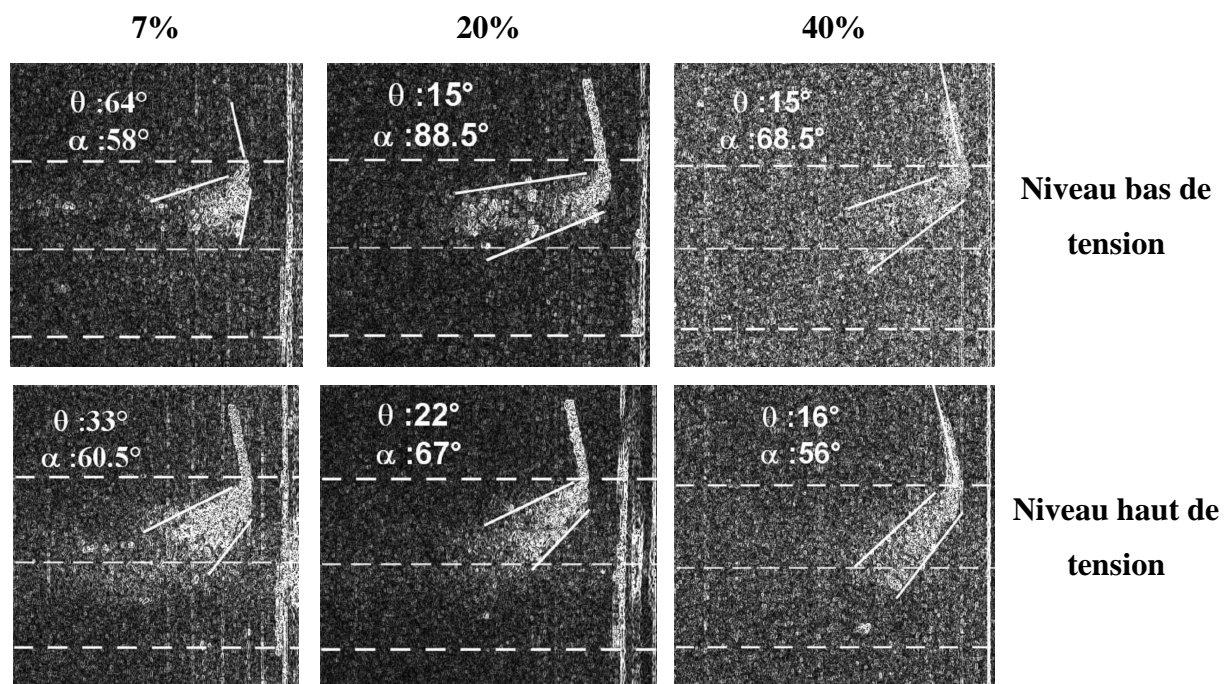 7%
20%
40%
θ :64°
α :58°
θ :15°
α :88.5°
θ :15°
α :68.5°
Niveau bas de
tension
θ :33°
α :60.5°
θ :22°
α :67°
θ :16°
α :56°
Niveau haut de
tension